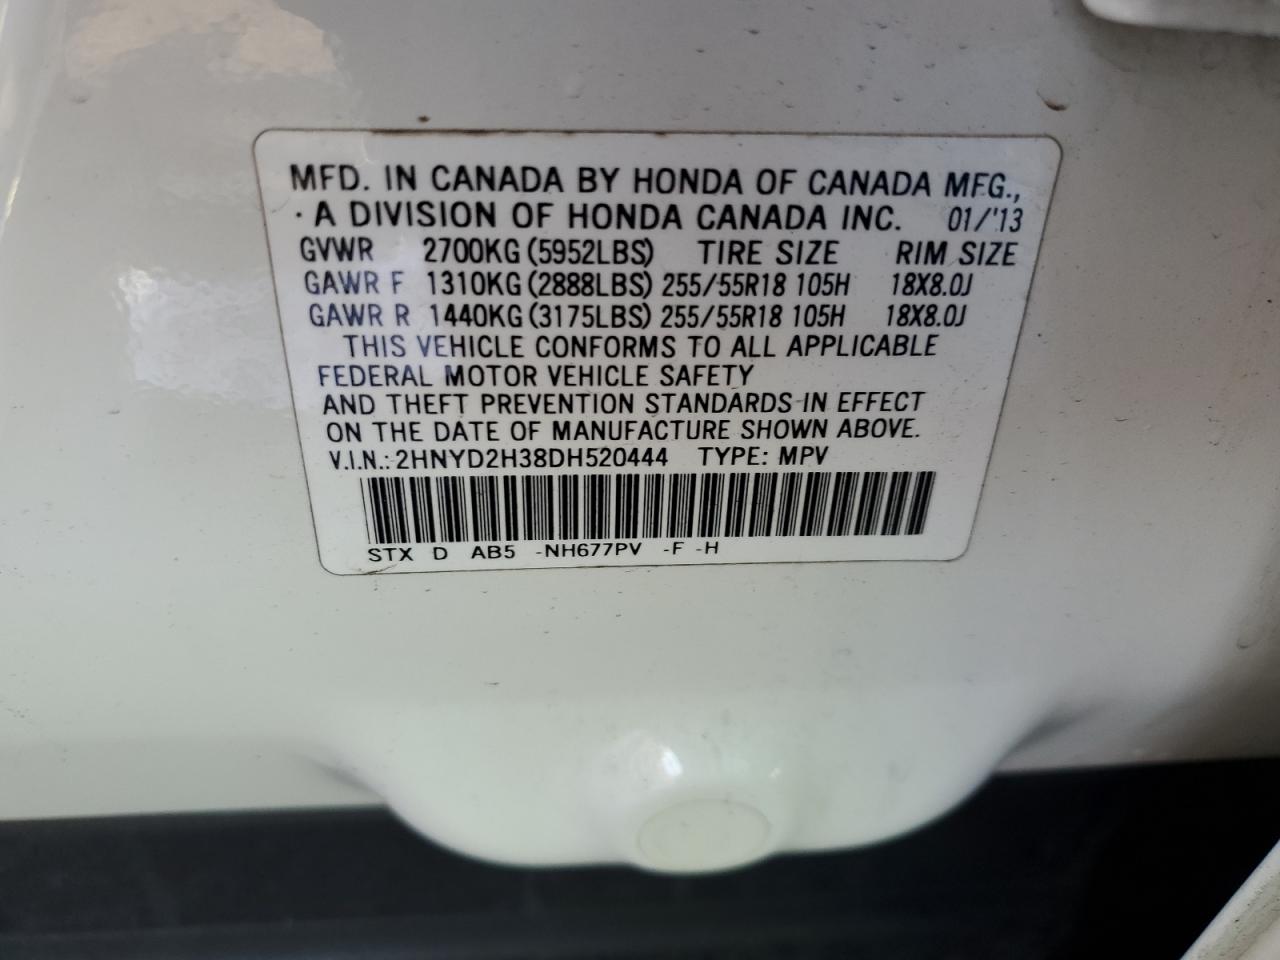 MFD. IN CANADA BY HONDA OF CANADA MFG.,
· A DIVISION OF HONDA CANADA INC. 01/'13
GVWR 2700KG (5952LBS) TIRE SIZE RIM SIZE
GAWR F 1310KG (2888LBS) 255/55R18 105H 18X8.0J
GAWR R 1440KG (3175LBS) 255/55R18 105H 18X8.0J
THIS VEHICLE CONFORMS TO ALL APPLICABLE
FEDERAL MOTOR VEHICLE SAFETY
AND THEFT PREVENTION STANDARDS IN EFFECT
ON THE DATE OF MANUFACTURE SHOWN ABOVE.
V.I.N.: 2HNYD2H38DH520444 TYPE: MPV
STX D AB5 -NH677PV -F -H